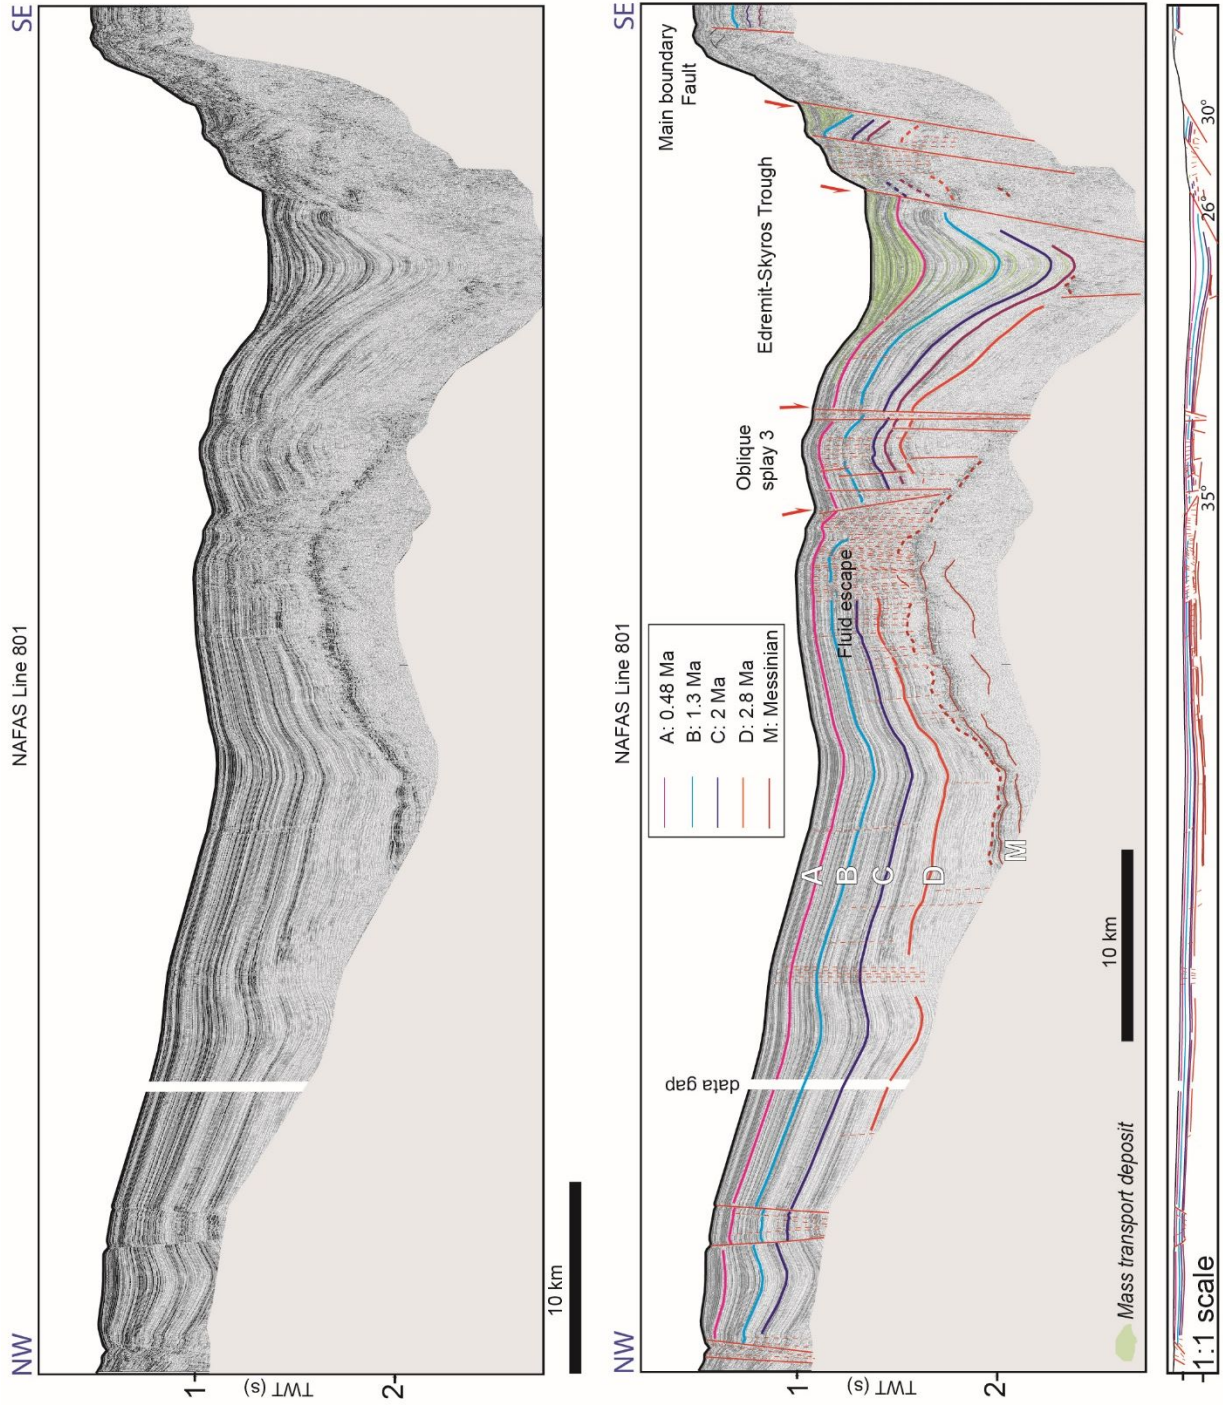 NAFAS Line 801
NW
SE
1
2
TWT (s)
10 km
NAFAS Line 801
NW
SE
1
2
TWT (s)
data gap
A: 0.48 Ma
B: 1.3 Ma
C: 2 Ma
D: 2.8 Ma
M: Messinian
Fluid escape
Oblique
splay 3
Edremit-Skyros Trough
Main boundary
Fault
A
B
C
D
M
10 km
Mass transport deposit
1:1 scale
35°
26°
30°